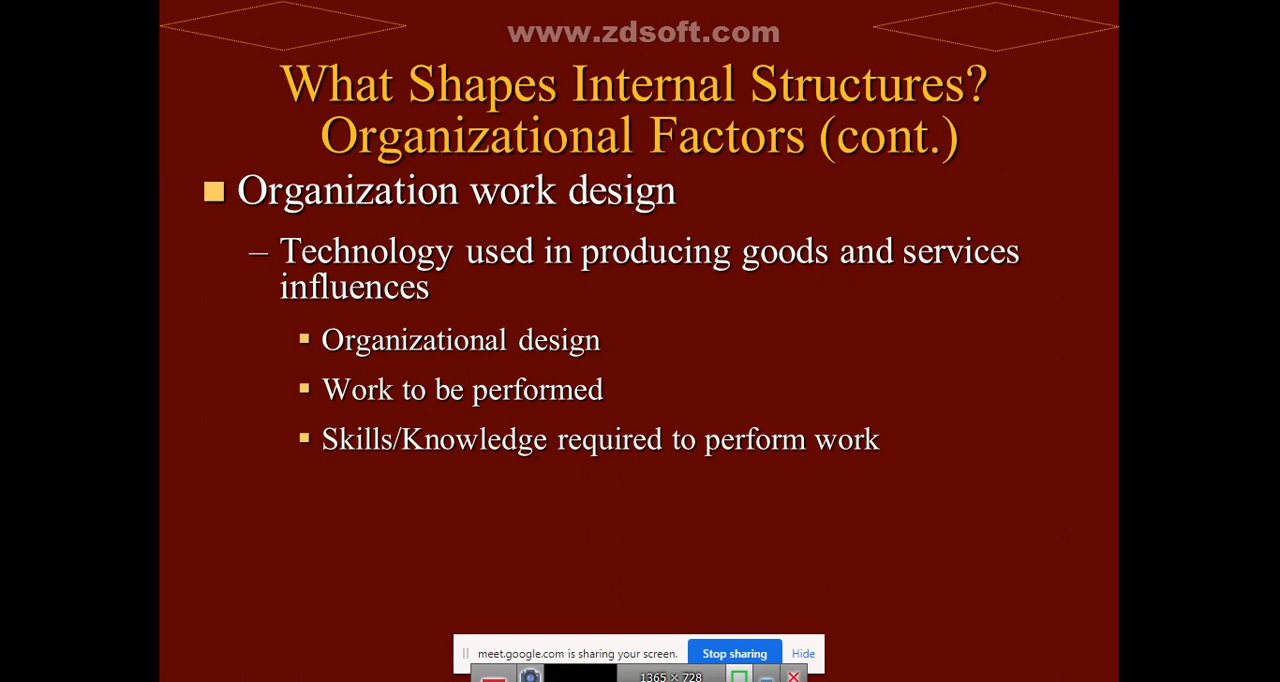 www.zdsoft.com
What Shapes Internal Structures?
Organizational Factors (cont.)
Organization work design
– Technology used in producing goods and services
influences
Organizational design
Work to be performed
Skills/Knowledge required to perform work
meet.google.com is sharing your screen. Stop sharing Hide
1365 × 728